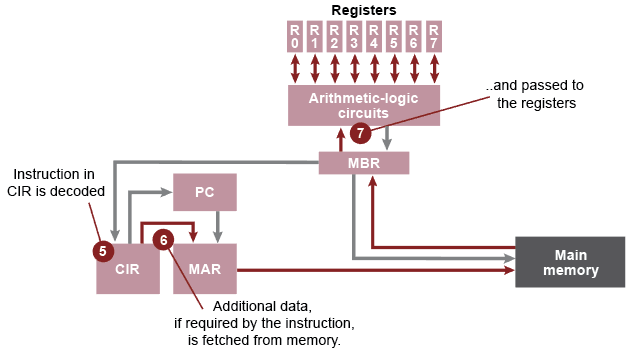 Registers
R
0
R
1
R
2
R
3
R
4
R
5
R
6
R
7
Arithmetic-logic
circuits
..and passed to
the registers
7
MBR
Instruction in
CIR is decoded
PC
5
6
CIR
MAR
Main
memory
Additional data,
if required by the instruction,
is fetched from memory.